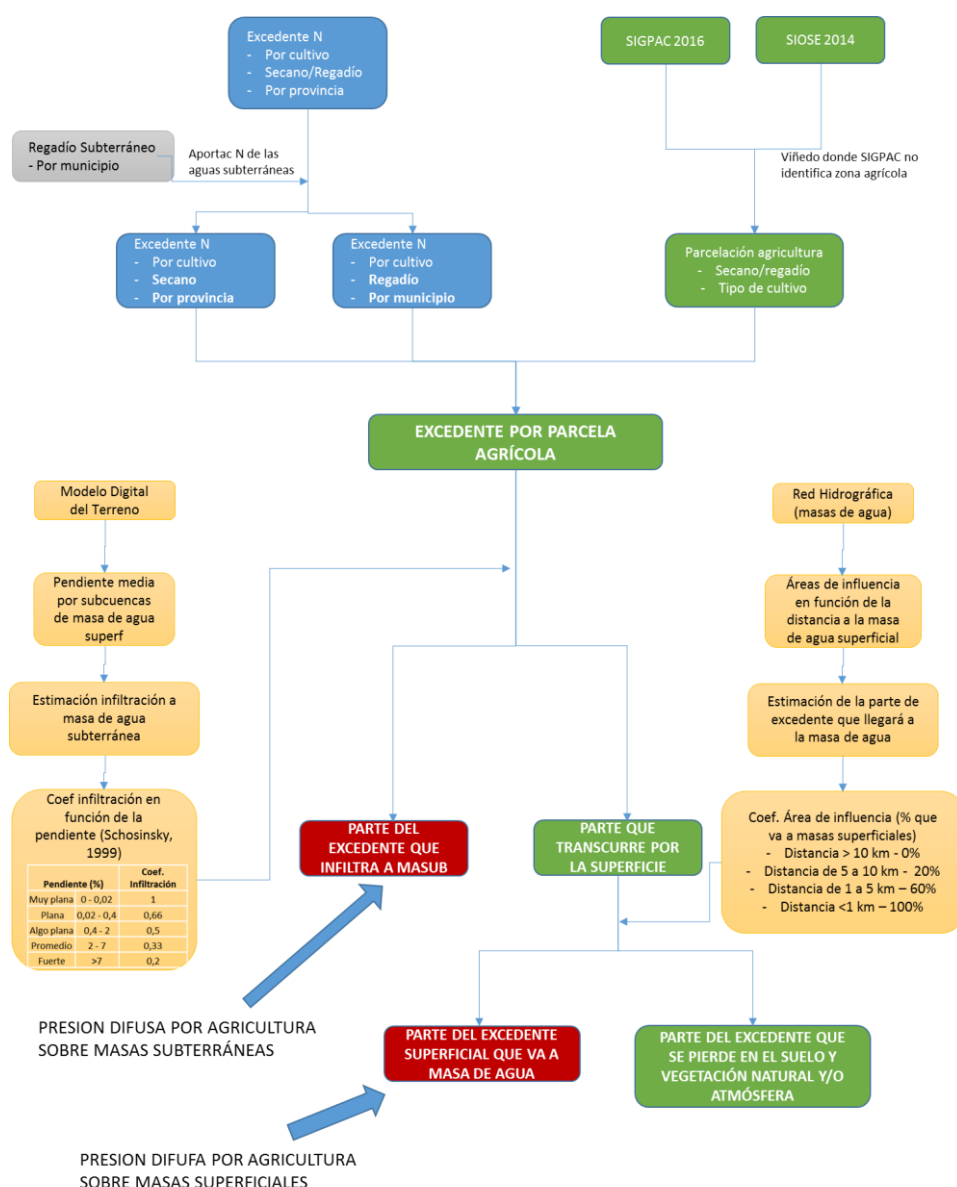 Excedente N
- Por cultivo
- Secano/Regadío
- Por provincia
SIGPAC 2016
SIOSE 2014
Regadío Subterráneo
- Por municipio
Aportac N de las
aguas subterráneas
Viñedo donde SIGPAC no
identifica zona agrícola
Excedente N
- Por cultivo
- Secano
- Por provincia
Excedente N
- Por cultivo
- Regadío
- Por municipio
Parcelación agricultura
- Secano/regadío
- Tipo de cultivo
EXCEDENTE POR PARCELA
AGRÍCOLA
Modelo Digital
del Terreno
Pendiente media
por subcuencas
de masa de agua
superf
Estimación infiltración a
masa de agua
subterránea
Coef infiltración en
función de la
pendiente (Schosinsky,
1999)
Pendiente (%) Coef. Infiltración
Muy plana 0 - 0,02 1
Plana 0,02 - 0,4 0,66
Algo plana 0,4 - 2 0,5
Promedio 2 - 7 0,33
Fuerte >7 0,2
Red Hidrográfica
(masas de agua)
Áreas de influencia
en función de la
distancia a la masa
de agua superficial
Estimación de la parte de
excedente que llegará a
la masa de agua
Coef. Área de influencia (% que
va a masas superficiales)
- Distancia > 10 km - 0%
- Distancia de 5 a 10 km - 20%
- Distancia de 1 a 5 km – 60%
- Distancia <1 km – 100%
PARTE DEL
EXCEDENTE QUE
INFILTRA A MASUB
PARTE QUE
TRANSCURRE POR
LA SUPERFICIE
PRESION DIFUSA POR AGRICULTURA
SOBRE MASAS SUBTERRÁNEAS
PARTE DEL EXCEDENTE
SUPERFICIAL QUE VA A
MASA DE AGUA
PARTE DEL EXCEDENTE QUE
SE PIERDE EN EL SUELO Y
VEGETACIÓN NATURAL Y/O
ATMÓSFERA
PRESION DIFUFA POR AGRICULTURA
SOBRE MASAS SUPERFICIALES